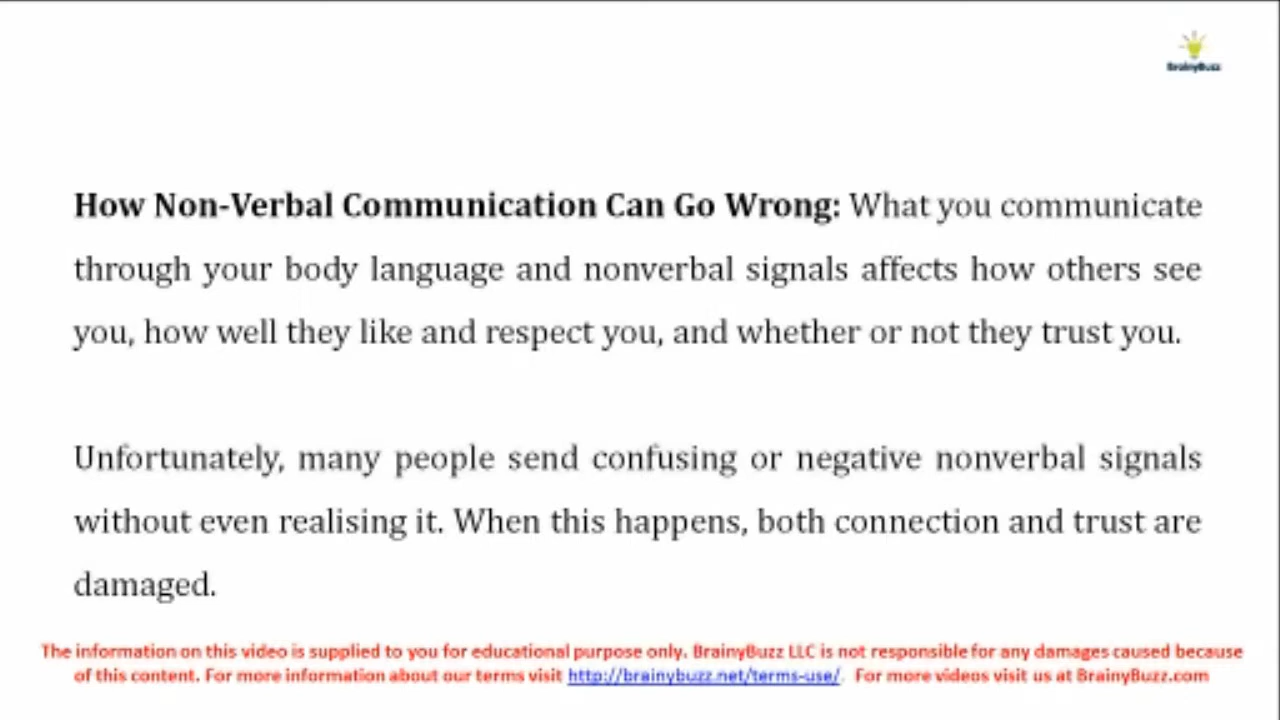 BrainyBuzz
How Non-Verbal Communication Can Go Wrong: What you communicate
through your body language and nonverbal signals affects how others see
you, how well they like and respect you, and whether or not they trust you.
Unfortunately, many people send confusing or negative nonverbal signals
without even realising it. When this happens, both connection and trust are
damaged.
The information on this video is supplied to you for educational purpose only. BrainyBuzz LLC is not responsible for any damages caused because
of this content. For more information about our terms visit http://brainybuzz.net/terms-use/. For more videos visit us at BrainyBuzz.com